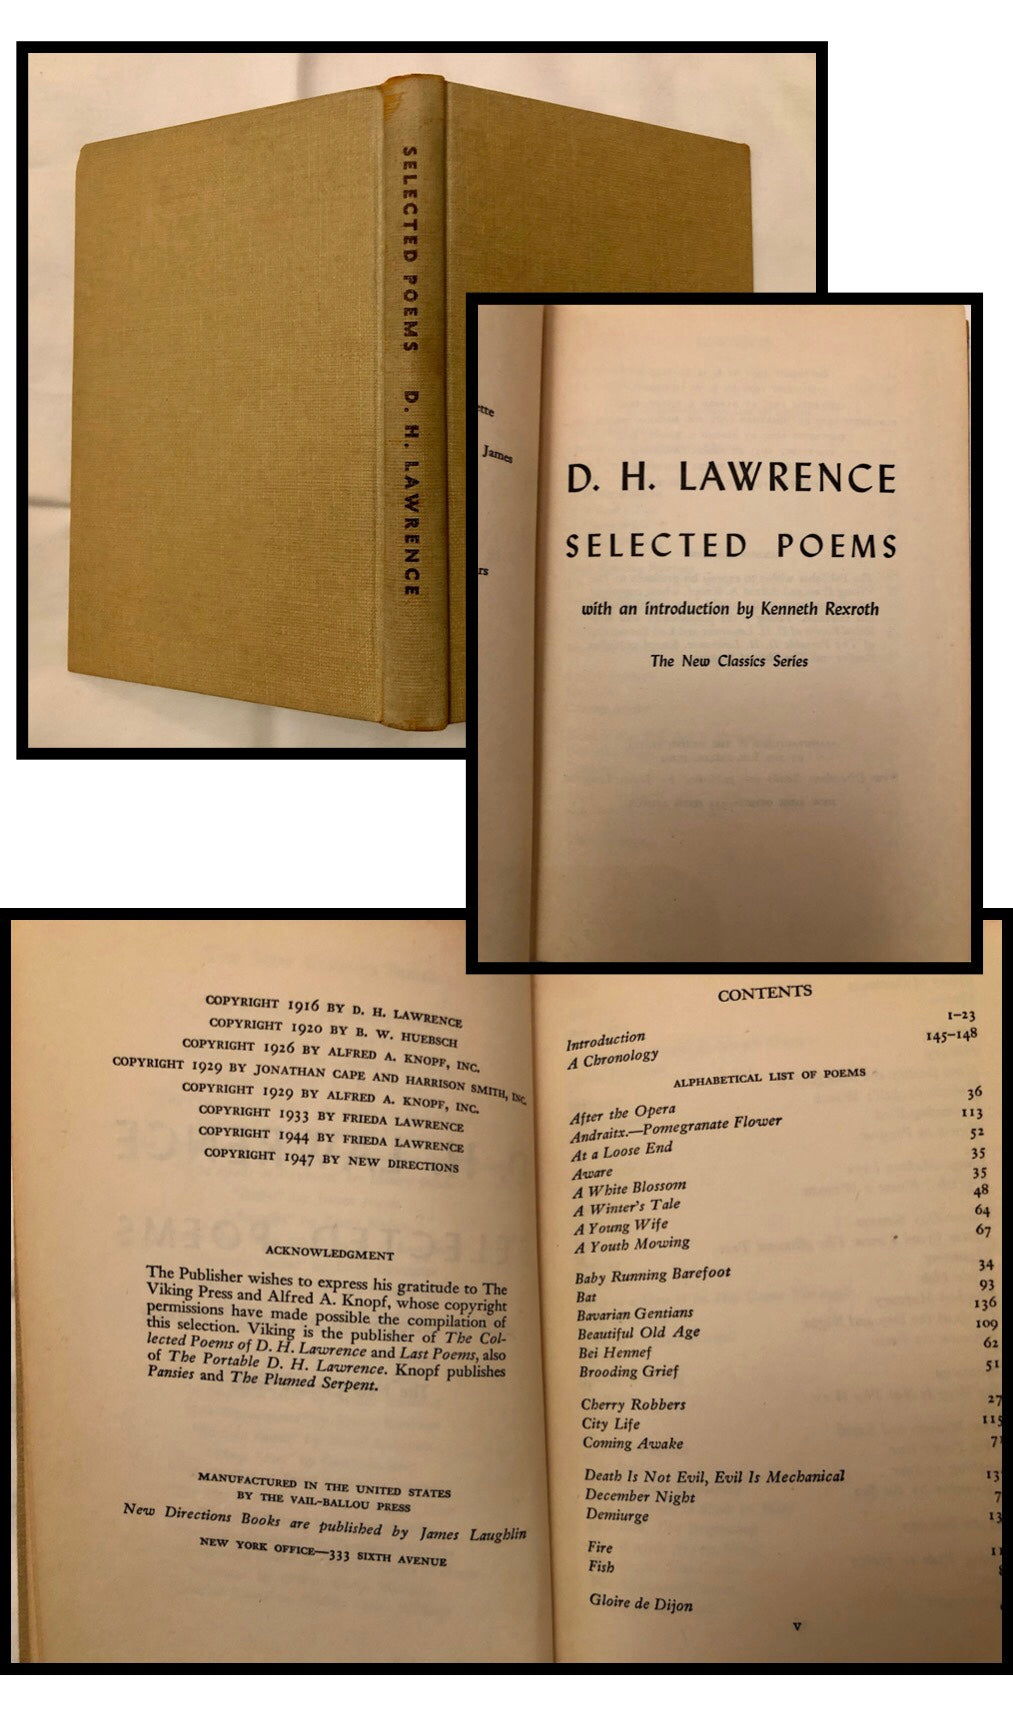 SELECTED POEMS D. H. LAWRENCE
ette
James
rs
D. H. LAWRENCE
SELECTED POEMS
with an introduction by Kenneth Rexroth
The New Classics Series
COPYRIGHT 1916 BY D. H. LAWRENCE
COPYRIGHT 1920 BY B. W. HUEBSCH
COPYRIGHT 1926 BY ALFRED A. KNOPF, INC.
COPYRIGHT 1929 BY JONATHAN CAPE AND HARRISON SMITH, INC.
COPYRIGHT 1929 BY ALFRED A. KNOPF, INC.
COPYRIGHT 1933 BY FRIEDA LAWRENCE
COPYRIGHT 1944 BY FRIEDA LAWRENCE
COPYRIGHT 1947 BY NEW DIRECTIONS
ACKNOWLEDGMENT
The Publisher wishes to express his gratitude to The
Viking Press and Alfred A. Knopf, whose copyright
permissions have made possible the compilation of
this selection. Viking is the publisher of The Col-
lected Poems of D. H. Lawrence and Last Poems, also
of The Portable D. H. Lawrence. Knopf publishes
Pansies and The Plumed Serpent.
MANUFACTURED IN THE UNITED STATES
BY THE VAIL-BALLOU PRESS
New Directions Books are published by James Laughlin
NEW YORK OFFICE—333 SIXTH AVENUE
CONTENTS
Introduction 1–23
A Chronology 145–148
ALPHABETICAL LIST OF POEMS
After the Opera 36
Andraitx.—Pomegranate Flower 113
At a Loose End 52
Aware 35
A White Blossom 35
A Winter's Tale 48
A Young Wife 64
A Youth Mowing 67
Baby Running Barefoot 34
Bat 93
Bavarian Gentians 136
Beautiful Old Age 109
Bei Hennef 62
Brooding Grief 51
Cherry Robbers 27
City Life 115
Coming Awake 71
Death Is Not Evil, Evil Is Mechanical 13
December Night 7
Demiurge 13
Fire 11
Fish
Gloire de Dijon
v